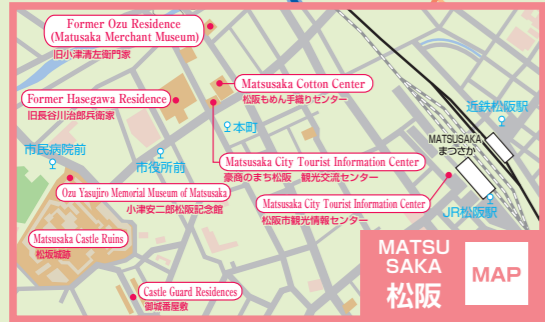 Former Ozu Residence
(Matusaka Merchant Museum)
旧小津清左衛門家
Matsusaka Cotton Center
松阪もめん手織りセンター
Former Hasegawa Residence
旧長谷川治郎兵衛家
近鉄松阪駅
本町
MATSUSAKA
まつさか
市民病院前
市役所前
Matsusaka City Tourist Information Center
豪商のまち松阪　観光交流センター
Ozu Yasujiro Memorial Museum of Matsusaka
小津安二郎松阪記念館
Matsusaka City Tourist Information Center
松阪市観光情報センター
JR松阪駅
Matsusaka Castle Ruins
松坂城跡
Castle Guard Residences
御城番屋敷
MATSU
SAKA
松阪
MAP